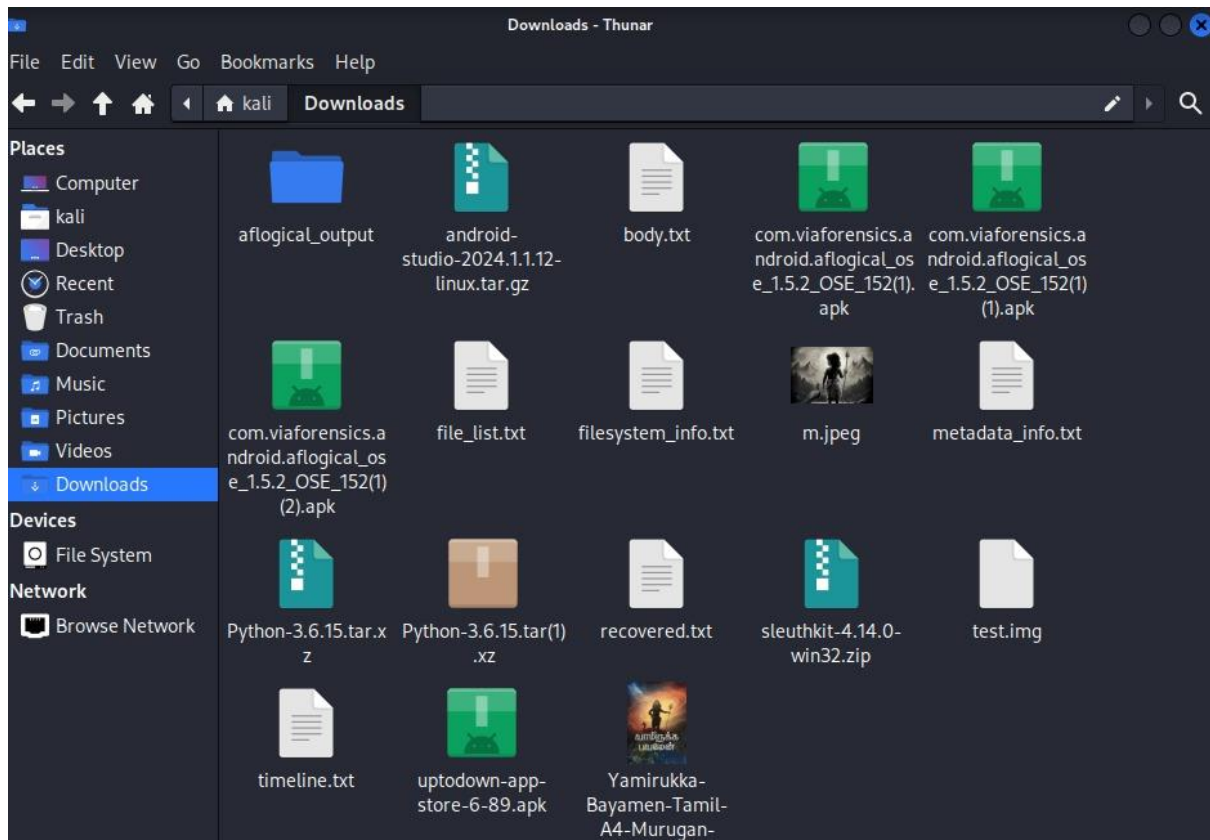 Downloads - Thunar
File Edit View Go Bookmarks Help
kali Downloads
Places
Computer
kali
Desktop
Recent
Trash
Documents
Music
Pictures
Videos
Downloads
Devices
File System
Network
Browse Network
aflogical_output
android-
studio-2024.1.1.12-
linux.tar.gz
body.txt
com.viaforensics.a
ndroid.aflogical_os
e_1.5.2_OSE_152(1).
apk
com.viaforensics.a
ndroid.aflogical_os
e_1.5.2_OSE_152(1)
(1).apk
com.viaforensics.a
ndroid.aflogical_os
e_1.5.2_OSE_152(1)
(2).apk
file_list.txt
filesystem_info.txt
m.jpeg
metadata_info.txt
Python-3.6.15.tar.x
z
Python-3.6.15.tar(1)
.xz
recovered.txt
sleuthkit-4.14.0-
win32.zip
test.img
timeline.txt
uptodown-app-
store-6-89.apk
யாமிருக்க
பயமேன்
Yamirukka-
Bayamen-Tamil-
A4-Murugan-